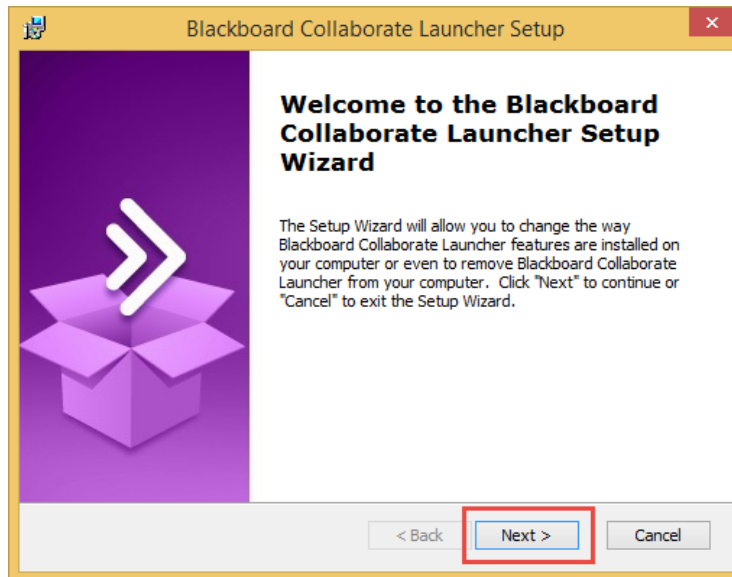 Blackboard Collaborate Launcher Setup
Welcome to the Blackboard
Collaborate Launcher Setup
Wizard
The Setup Wizard will allow you to change the way
Blackboard Collaborate Launcher features are installed on
your computer or even to remove Blackboard Collaborate
Launcher from your computer.  Click "Next" to continue or
"Cancel" to exit the Setup Wizard.
< Back Next > Cancel